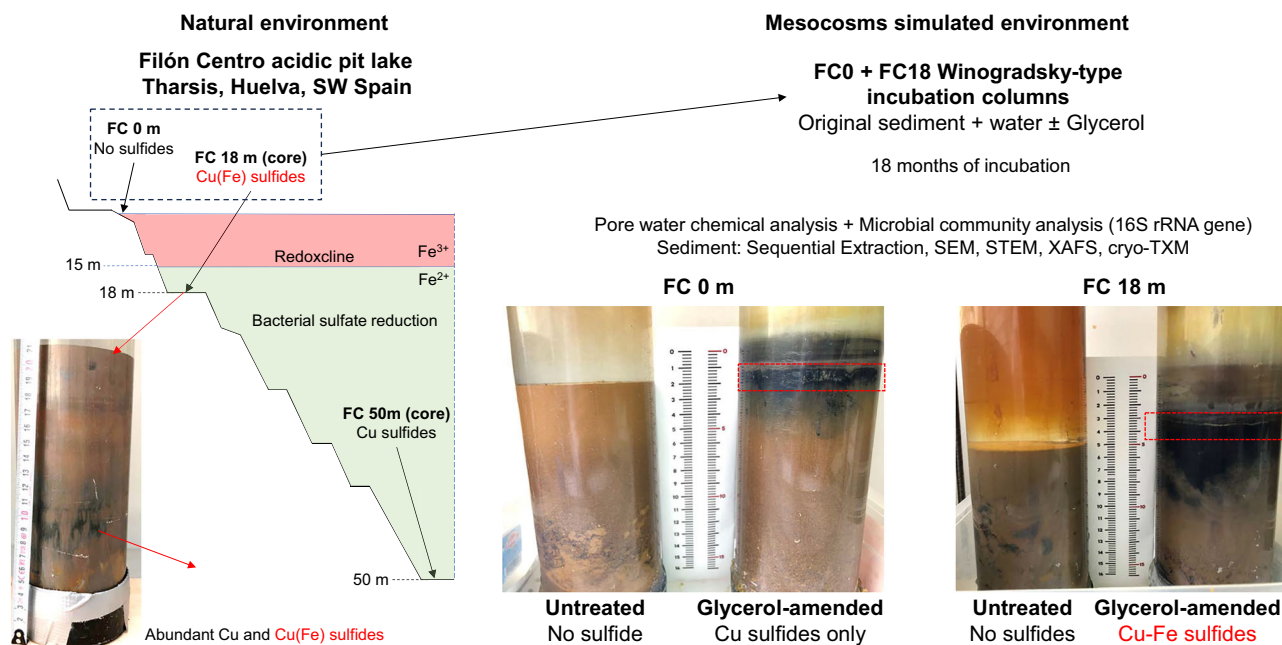 Natural environment
Filón Centro acidic pit lake
Tharsis, Huelva, SW Spain
FC 0 m
No sulfides
FC 18 m (core)
Cu(Fe) sulfides
Redoxcline
Fe3+
15 m
Fe2+
18 m
Bacterial sulfate reduction
FC 50m (core)
Cu sulfides
50 m
Abundant Cu and Cu(Fe) sulfides
Mesocosms simulated environment
FC0 + FC18 Winogradsky-type
incubation columns
Original sediment + water ± Glycerol
18 months of incubation
Pore water chemical analysis + Microbial community analysis (16S rRNA gene)
Sediment: Sequential Extraction, SEM, STEM, XAFS, cryo-TXM
FC 0 m
Untreated
No sulfide
Glycerol-amended
Cu sulfides only
FC 18 m
Untreated
No sulfides
Glycerol-amended
Cu-Fe sulfides